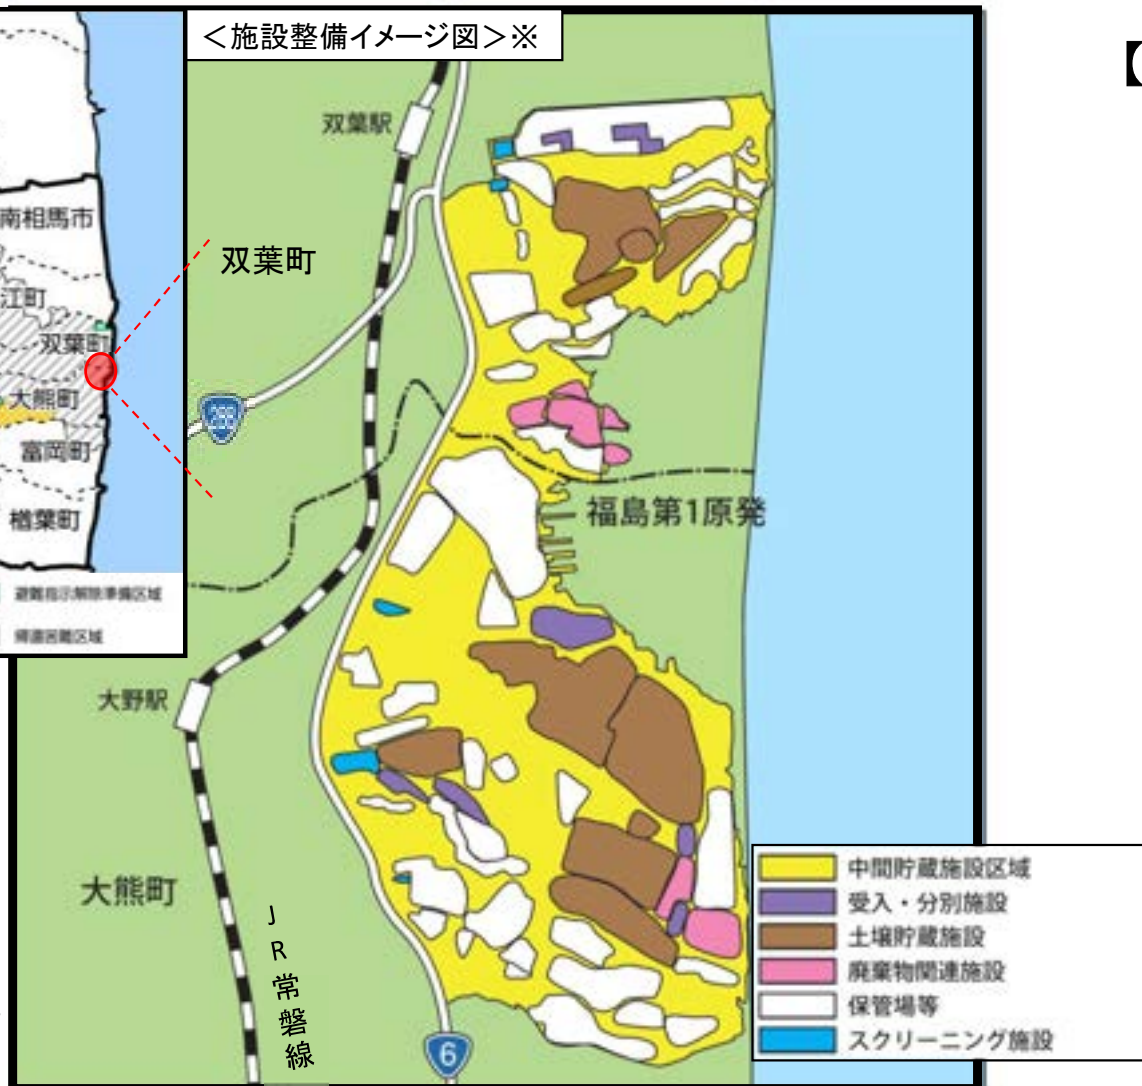 <施設整備イメージ図>※
【
双葉駅
南相馬市
双葉町
江町
双葉町
288
大熊町
富岡町
楢葉町
福島第1原発
避難指示解除準備区域
帰還困難区域
大野駅
大熊町
JR常磐線
6
中間貯蔵施設区域
受入・分別施設
土壌貯蔵施設
廃棄物関連施設
保管場等
スクリーニング施設